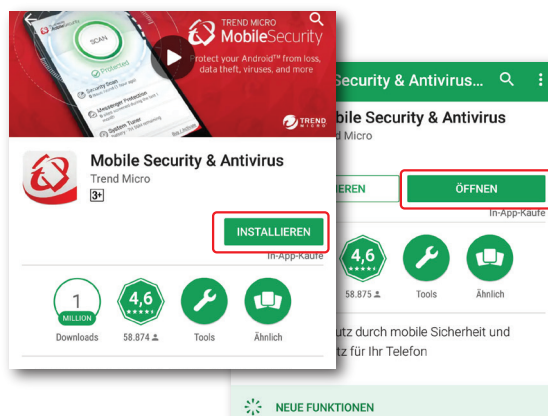 TREND MICRO
MobileSecurity
Protect your Android™ from loss,
data theft, viruses, and more
SCAN
Protected
Security Scan
Messenger Protection
System Tuner
TREND
MICRO
Mobile Security & Antivirus
Trend Micro
3+
INSTALLIEREN
In-App-Käufe
1
MILLION
4,6
Downloads
58.874
Tools
Ähnlich
Security & Antivirus...
bile Security & Antivirus
d Micro
IEREN
ÖFFNEN
In-App-Käufe
4,6
58.875
Tools
Ähnlich
utz durch mobile Sicherheit und
tz für Ihr Telefon
NEUE FUNKTIONEN